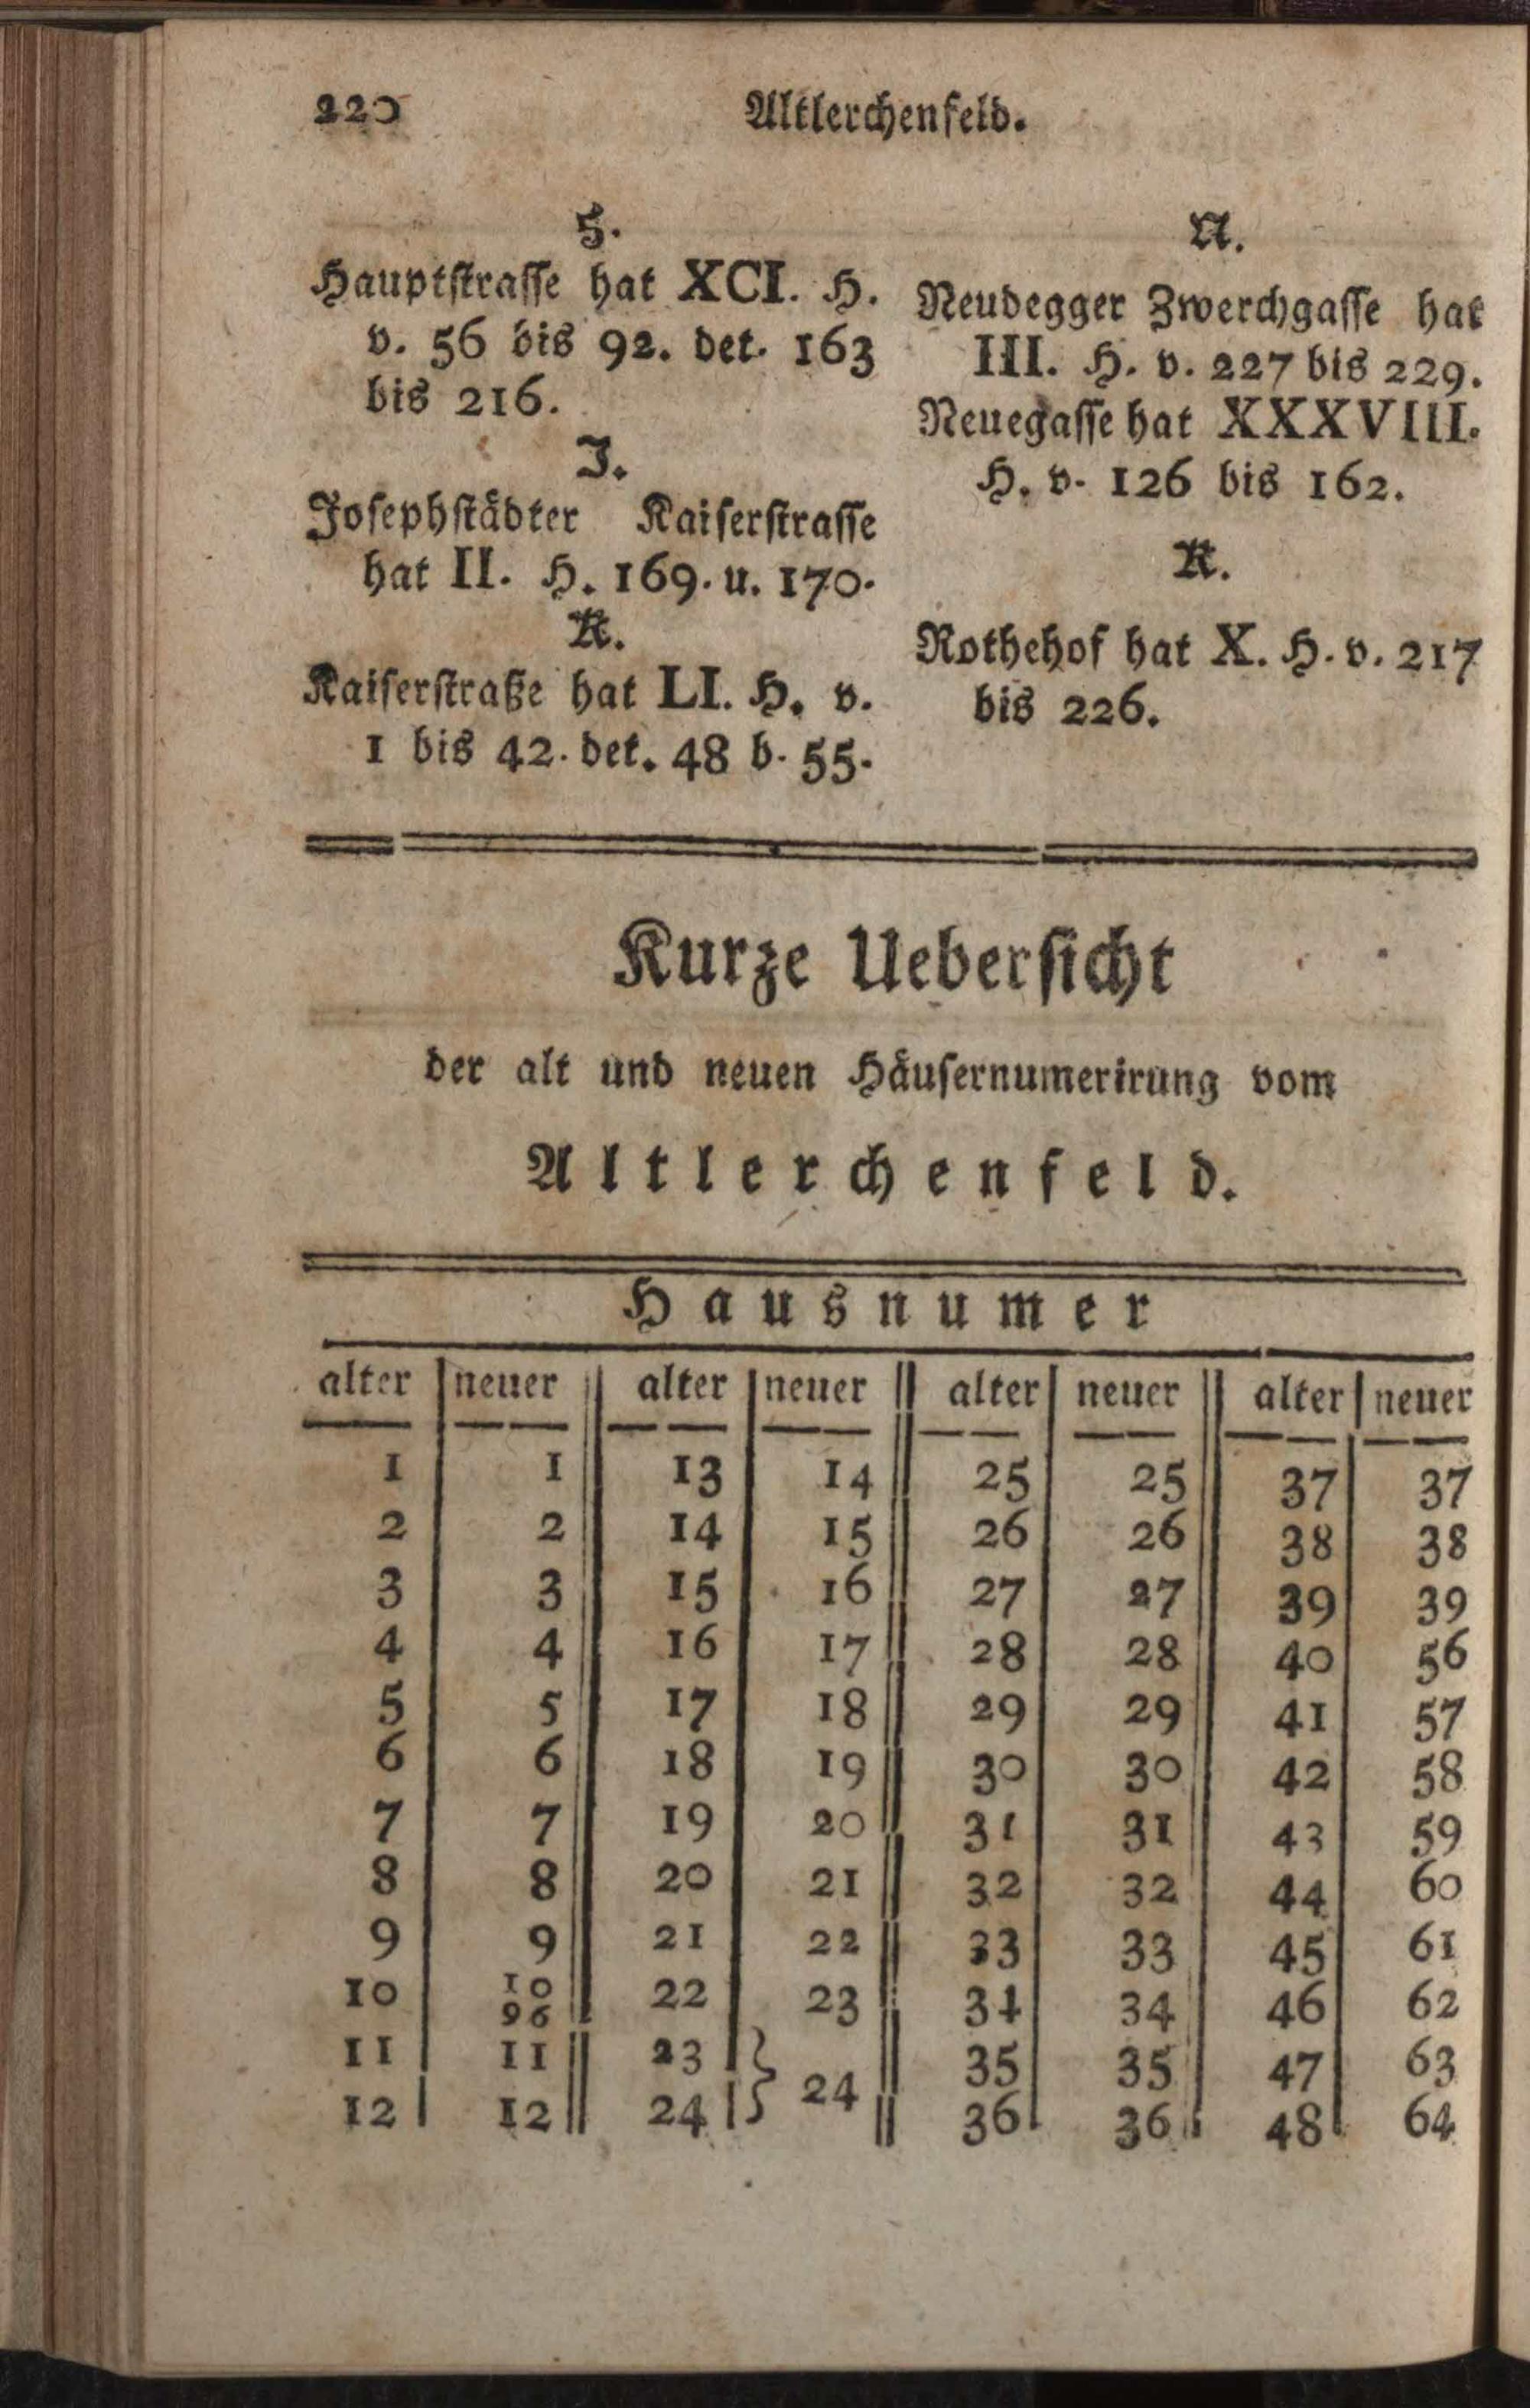 220 Altlerchenfeld.
H.
Hauptstrasse hat XCI. H.
v. 56 bis 92. det. 163
bis 216.
J.
Josephstädter Kaiserstrasse
hat II. H. 169. u. 170.
K.
Kaiserstraße hat LI. H. v.
1 bis 42. det. 48 b. 55.
N.
Neudegger Zwerchgasse hat
III. H. v. 227 bis 229.
Neuegasse hat XXXVIII.
H. v. 126 bis 162.
R.
Rothehof hat X. H. v. 217
bis 226.
Kurze Uebersicht
der alt und neuen Häusernumerirung vom
Altlerchenfeld.
Hausnumer
alter neuer alter neuer alter neuer alter neuer
1 1 13 14 25 25 37 37
2 2 14 15 26 26 38 38
3 3 15 16 27 27 39 39
4 4 16 17 28 28 40 56
5 5 17 18 29 29 41 57
6 6 18 19 30 30 42 58
7 7 19 20 31 31 43 59
8 8 20 21 32 32 44 60
9 9 21 22 33 33 45 61
10 10 96 22 23 34 34 46 62
11 11 23 } 24 35 35 47 63
12 12 24 36 36 48 64